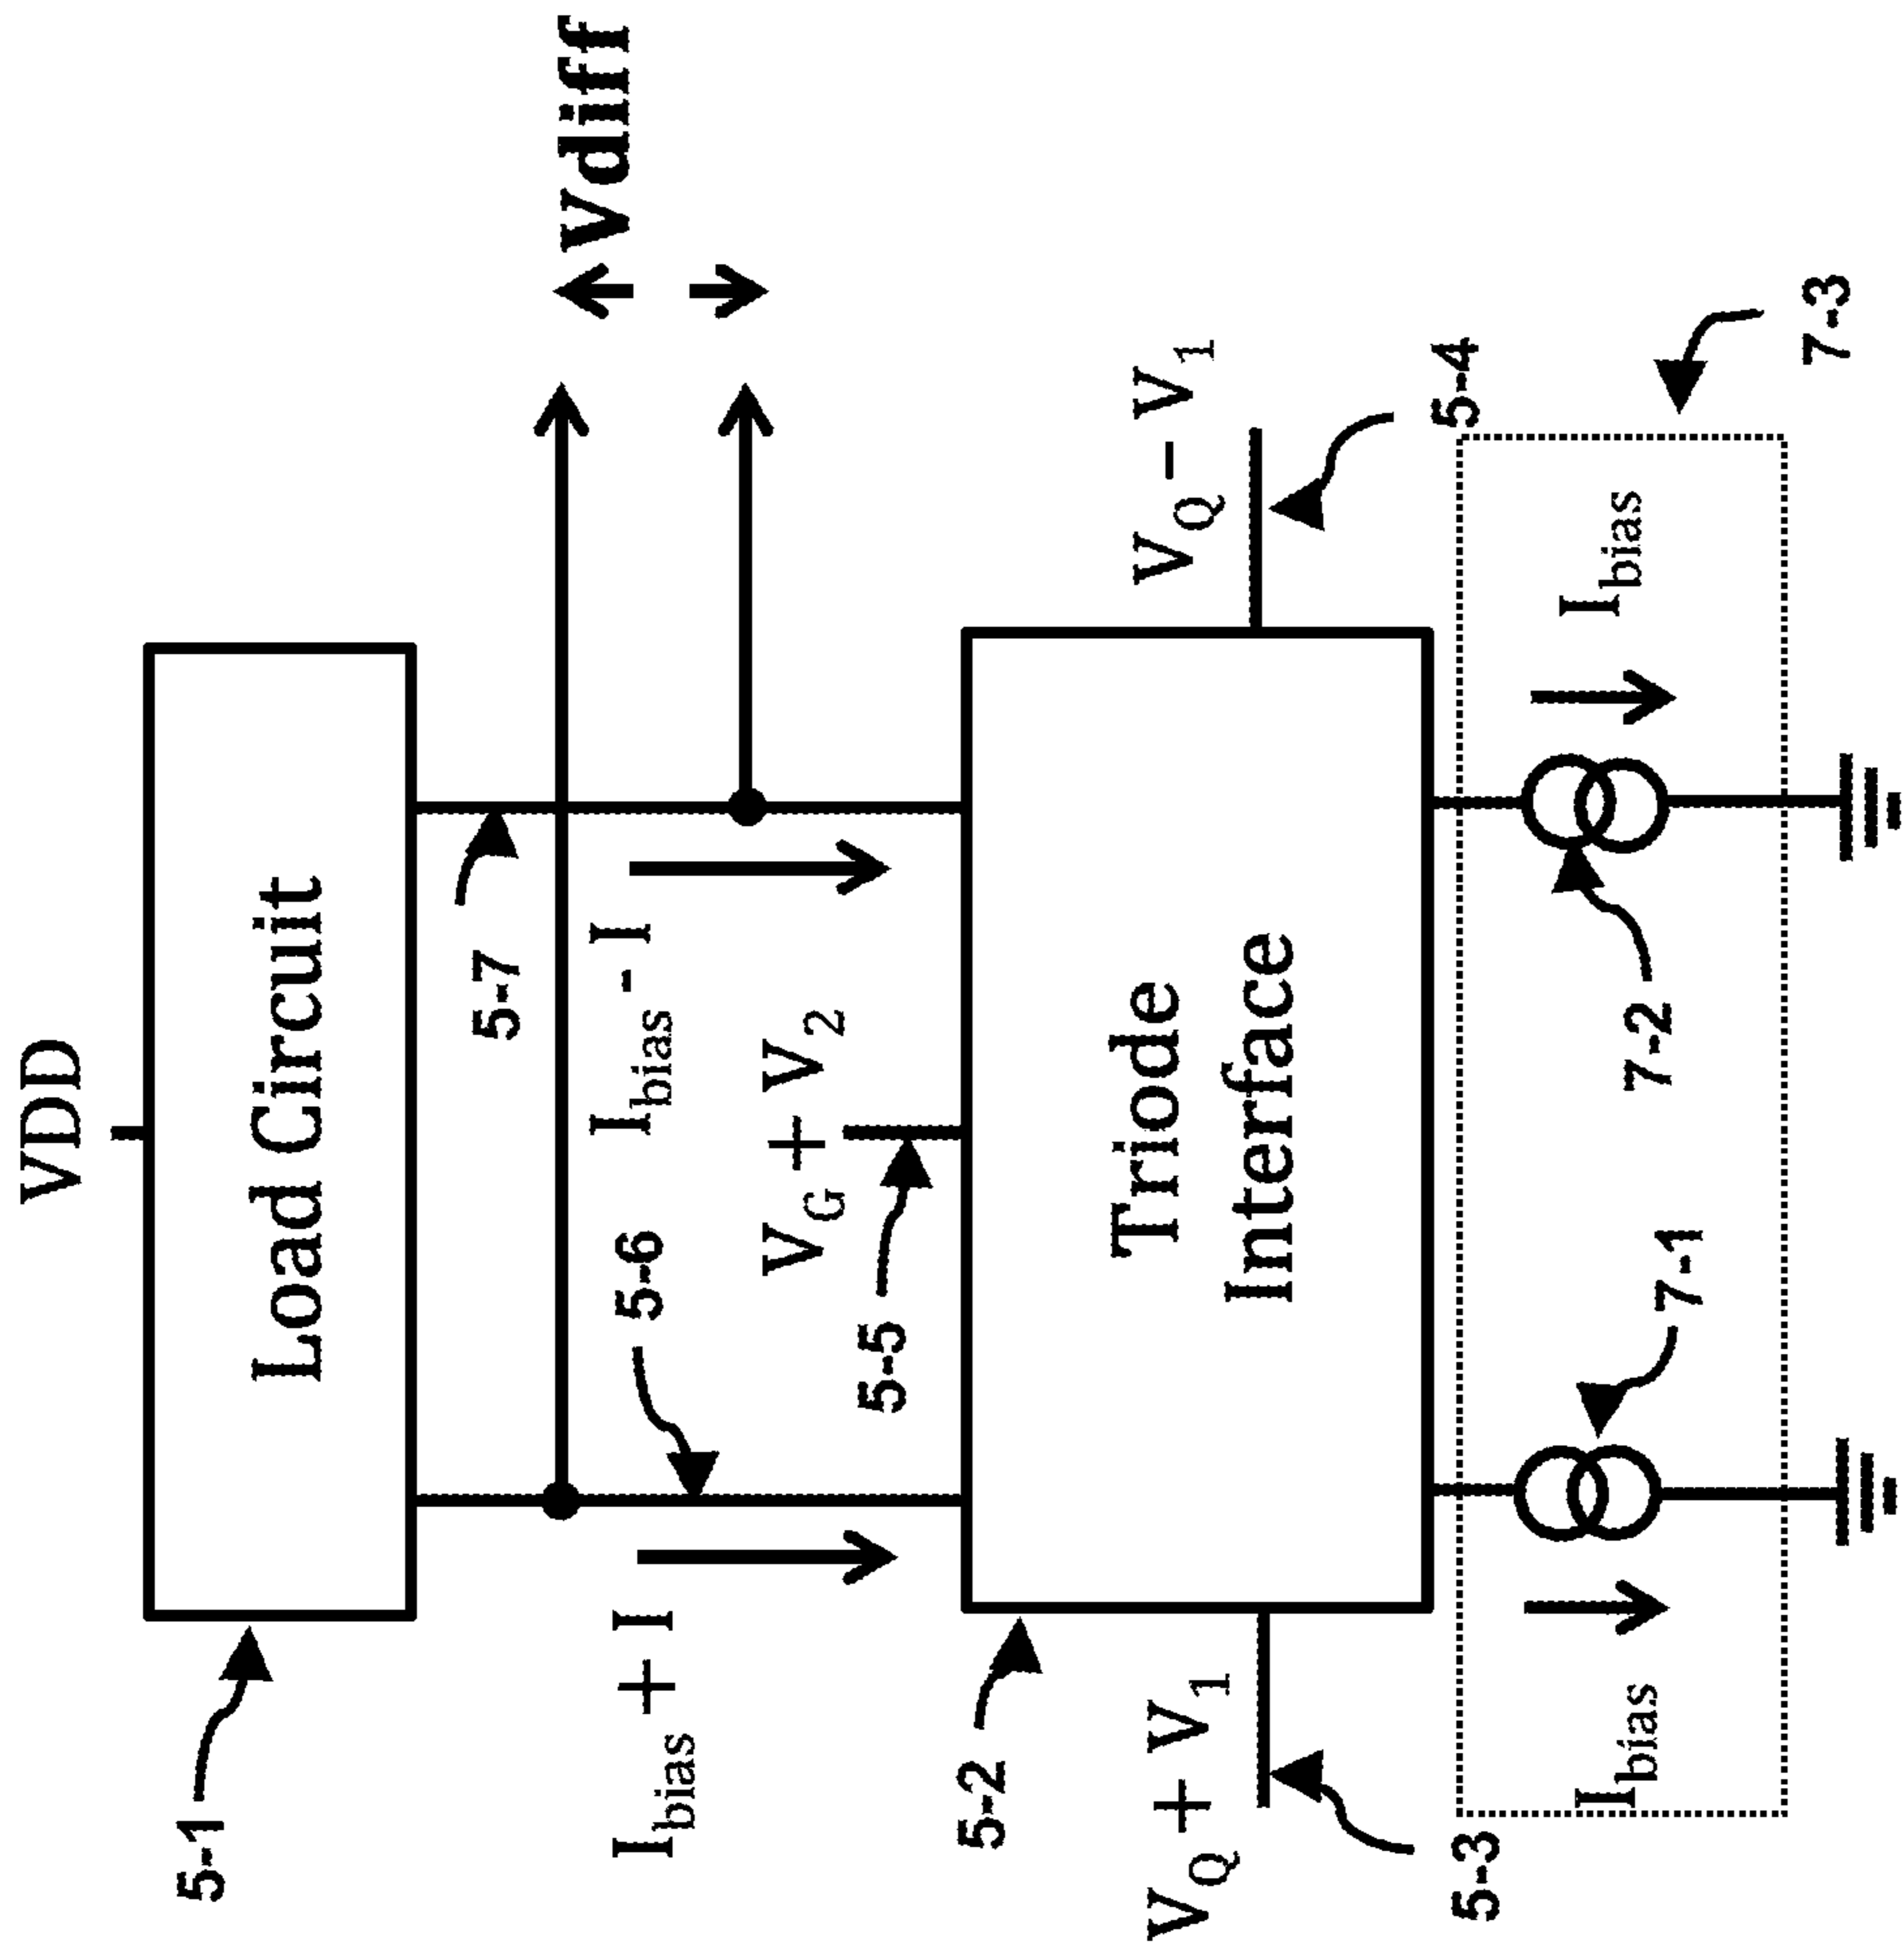 VDD
Load Circuit
5-1
5-7
Vdiff
Ibias + I
5-6
Ibias - I
VG + V2
5-5
5-2
Triode
Interface
VQ + V1
5-3
VQ - V1
5-4
Ibias
7-1
7-2
Ibias
7-3